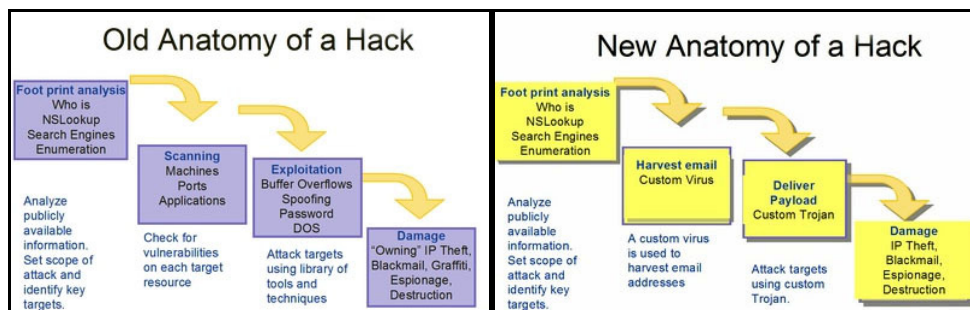 Old Anatomy of a Hack
Foot print analysis
Who is
NSLookup
Search Engines
Enumeration
Analyze
publicly
available
information.
Set scope of
attack and
identify key
targets.
Scanning
Machines
Ports
Applications
Check for
vulnerabilities
on each target
resource
Exploitation
Buffer Overflows
Spoofing
Password
DOS
Attack targets
using library of
tools and
techniques
Damage
“Owning” IP Theft,
Blackmail, Graffiti,
Espionage,
Destruction
New Anatomy of a Hack
Foot print analysis
Who is
NSLookup
Search Engines
Enumeration
Analyze
publicly
available
information.
Set scope of
attack and
identify key
targets.
Harvest email
Custom Virus
A custom virus
is used to
harvest email
addresses
Deliver
Payload
Custom Trojan
Attack targets
using custom
Trojan.
Damage
IP Theft,
Blackmail,
Espionage,
Destruction